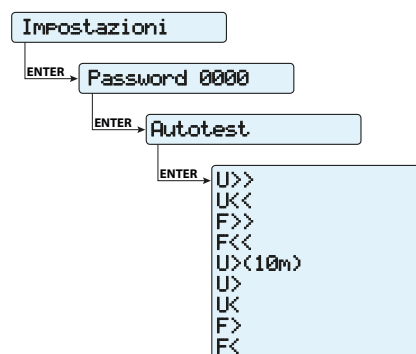 Impostazioni
ENTER
Password 0000
ENTER
Autotest
ENTER
U>>
U<<
F>>
F<<
U>(10m)
U>
U<
F>
F<